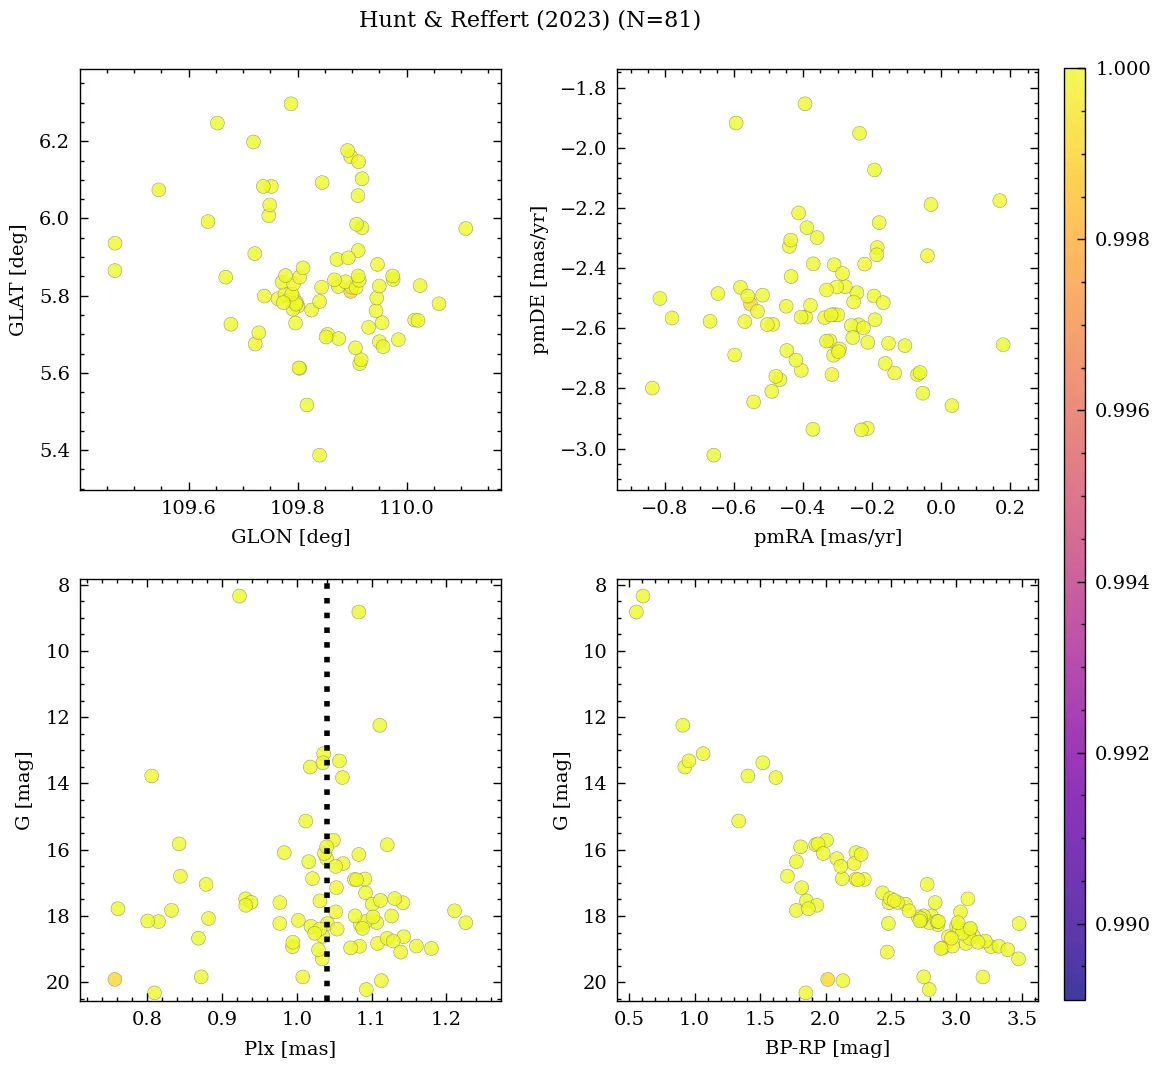 Hunt & Reffert (2023) (N=81)
6.2
6.0
5.8
5.6
5.4
GLAT [deg]
109.6 109.8 110.0
GLON [deg]
−1.8
−2.0
−2.2
−2.4
−2.6
−2.8
−3.0
pmDE [mas/yr]
−0.8 −0.6 −0.4 −0.2 0.0 0.2
pmRA [mas/yr]
8
10
12
14
16
18
20
G [mag]
0.8 0.9 1.0 1.1 1.2
Plx [mas]
8
10
12
14
16
18
20
G [mag]
0.5 1.0 1.5 2.0 2.5 3.0 3.5
BP-RP [mag]
1.000
0.998
0.996
0.994
0.992
0.990